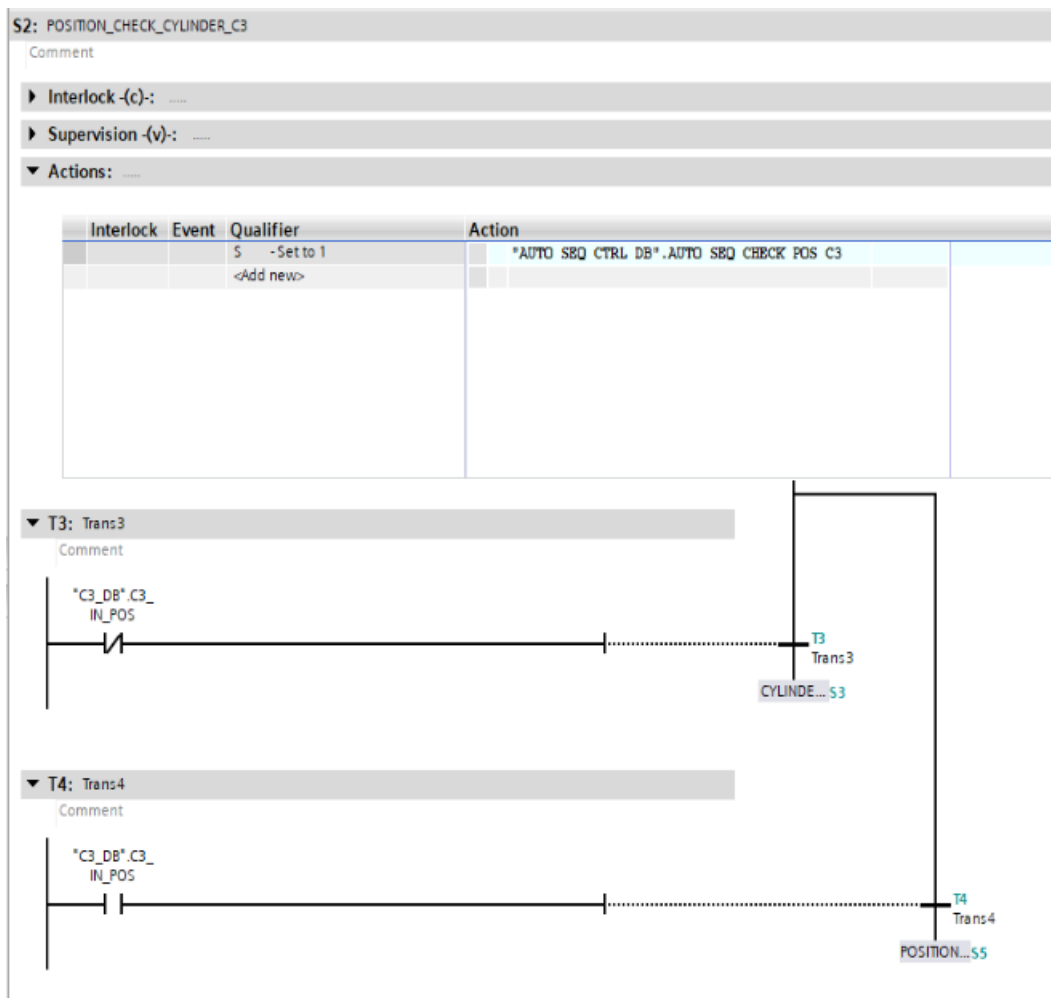 S2: POSITION_CHECK_CYLINDER_C3
Comment
Interlock -(c)-: .....
Supervision -(v)-: .....
Actions: .....
Interlock Event Qualifier Action
S -Set to 1 "AUTO SEQ CTRL DB".AUTO SEQ CHECK POS C3
<Add new>
T3: Trans3
Comment
"C3_DB".C3_
IN_POS
T3
Trans3
CYLINDE... S3
T4: Trans4
Comment
"C3_DB".C3_
IN_POS
T4
Trans4
POSITION... S5